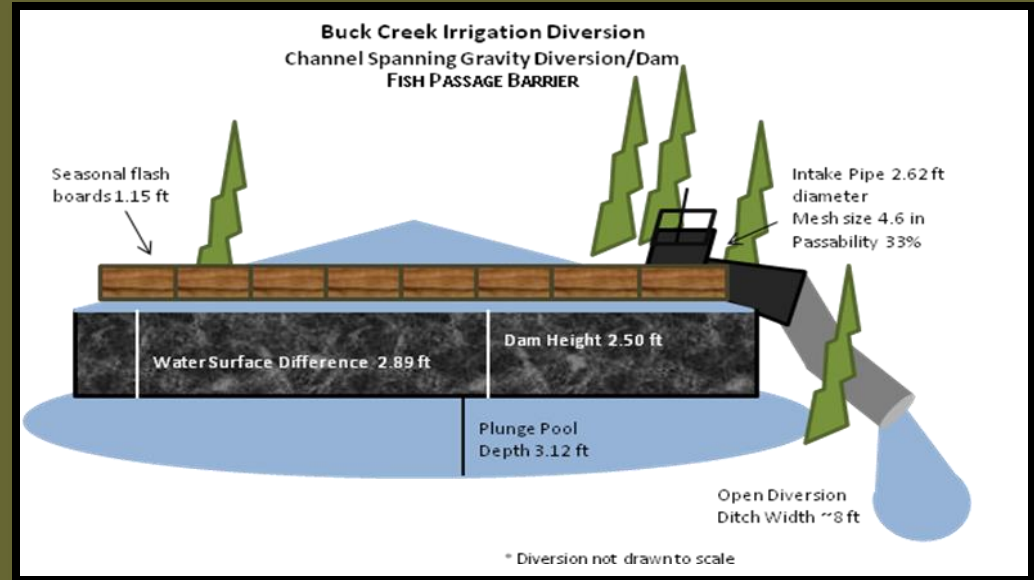 Buck Creek Irrigation Diversion
Channel Spanning Gravity Diversion/Dam
FISH PASSAGE BARRIER
Seasonal flash
boards 1.15 ft
Intake Pipe 2.62 ft
diameter
Mesh size 4.6 in
Passability 33%
Dam Height 2.50 ft
Water Surface Difference 2.89 ft
Plunge Pool
Depth 3.12 ft
Open Diversion
Ditch Width ~8 ft
* Diversion not drawn to scale